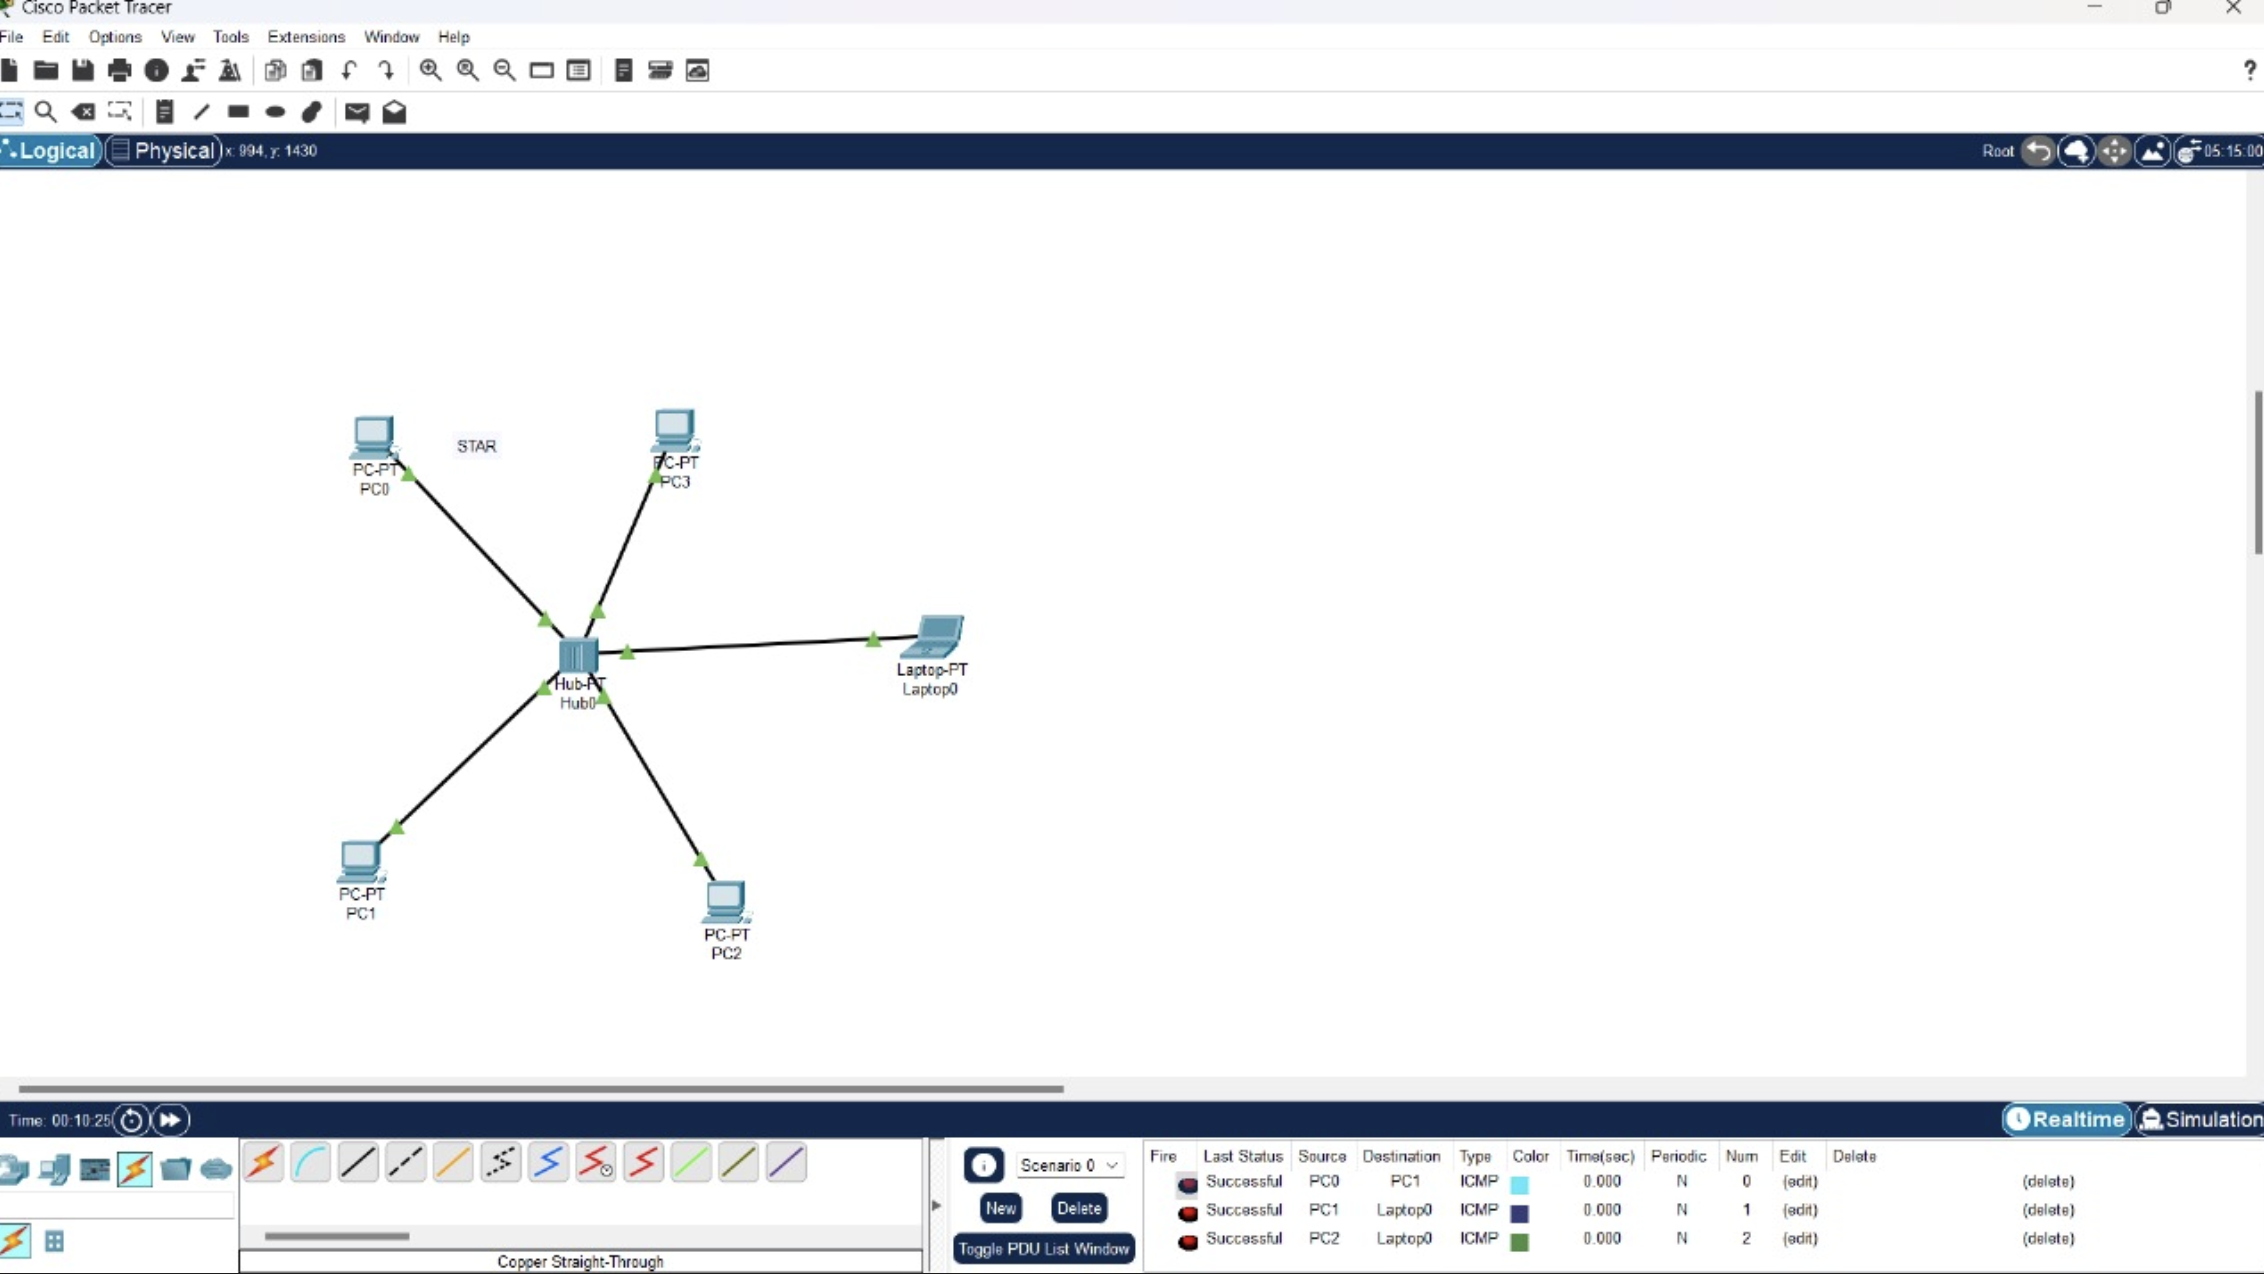 Cisco Packet Tracer
File Edit Options View Tools Extensions Window Help
?
Logical Physical x: 994, y: 1430 Root 05:15:00
STAR
PC-PT
PC0
PC-PT
PC3
Laptop-PT
Laptop0
Hub-PT
Hub0
PC-PT
PC1
PC-PT
PC2
Time: 00:10:25 Realtime Simulation
Scenario 0
New Delete
Toggle PDU List Window
Copper Straight-Through
Fire Last Status Source Destination Type Color Time(sec) Periodic Num Edit Delete
Successful PC0 PC1 ICMP 0.000 N 0 (edit) (delete)
Successful PC1 Laptop0 ICMP 0.000 N 1 (edit) (delete)
Successful PC2 Laptop0 ICMP 0.000 N 2 (edit) (delete)